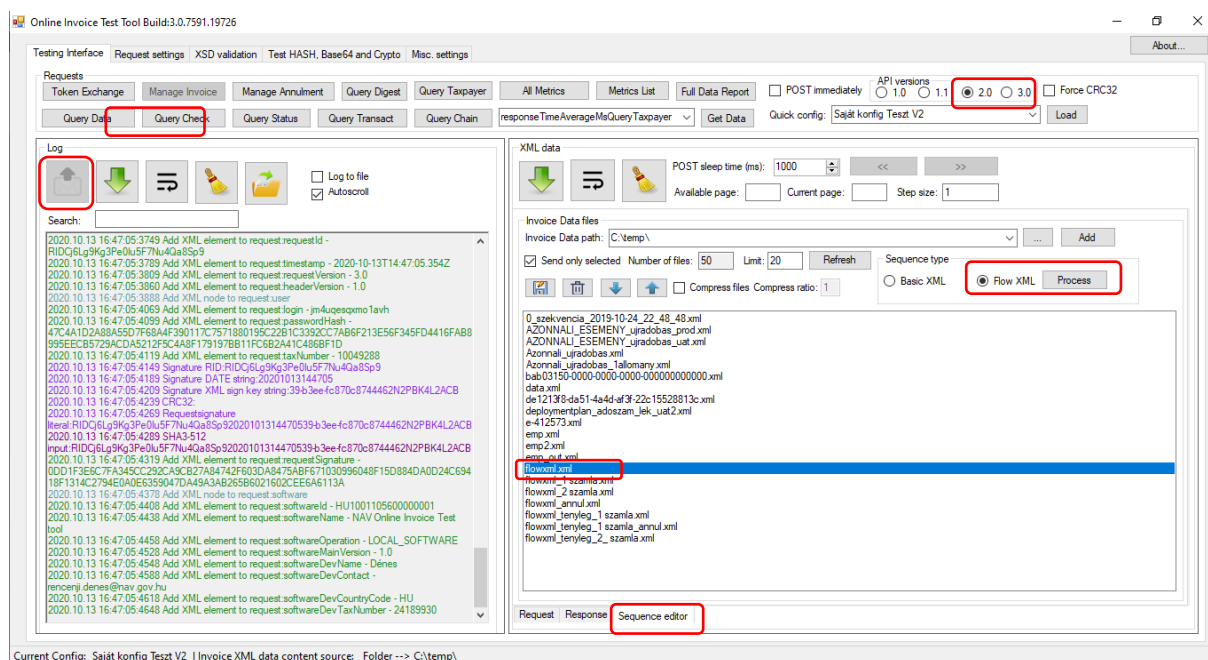 Online Invoice Test Tool Build:3.0.7591.19726
About...
Testing Interface Request settings XSD validation Test HASH, Base64 and Crypto Misc. settings
Requests
Token Exchange Manage Invoice Manage Annulment Query Digest Query Taxpayer All Metrics Metrics List Full Data Report POST immediately API versions 1.0 1.1 2.0 3.0 Force CRC32
Query Data Query Check Query Status Query Transact Query Chain responseTimeAverageMsQueryTaxpayer Get Data Quick config: Saját konfig Teszt V2 Load
Log
Log to file
Autoscroll
Search:
2020.10.13 16:47:05:3749 Add XML element to request:requestId -
RIDCj6Lg9Kg3Pe0Iu5F7Nu4Qa8Sp9
2020.10.13 16:47:05:3789 Add XML element to request:timestamp - 2020-10-13T14:47:05.354Z
2020.10.13 16:47:05:3809 Add XML element to request:requestVersion - 3.0
2020.10.13 16:47:05:3860 Add XML element to request:headerVersion - 1.0
2020.10.13 16:47:05:3888 Add XML node to request:user
2020.10.13 16:47:05:4069 Add XML element to request:login - jm4uqesqxmo1avh
2020.10.13 16:47:05:4099 Add XML element to request:passwordHash -
47C4A1D2A88A55D7F68A4F390117C7571880195C22B1C3392CC7AB6F213E56F345FD4416FAB8
995EECB5729ACDA5212F5C4A8F179197BB11FC6B2A41C486BF1D
2020.10.13 16:47:05:4119 Add XML element to request:taxNumber - 10049288
2020.10.13 16:47:05:4149 Signature RID:RIDCj6Lg9Kg3Pe0Iu5F7Nu4Qa8Sp9
2020.10.13 16:47:05:4189 Signature DATE string:20201013144705
2020.10.13 16:47:05:4209 Signature XML sign key string:39-b3ee-fc870c8744462N2PBK4L2ACB
2020.10.13 16:47:05:4239 CRC32:
2020.10.13 16:47:05:4269 Requestsignature
literal:RIDCj6Lg9Kg3Pe0Iu5F7Nu4Qa8Sp92020101314470539-b3ee-fc870c8744462N2PBK4L2ACB
2020.10.13 16:47:05:4289 SHA3-512
input:RIDCj6Lg9Kg3Pe0Iu5F7Nu4Qa8Sp92020101314470539-b3ee-fc870c8744462N2PBK4L2ACB
2020.10.13 16:47:05:4319 Add XML element to request:requestSignature -
0DD1F3E6C7FA345CC292CA9CB27A84742F603DA8475ABF671030996048F15D884DA0D24C694
18F1314C2794E0A0E6359047DA49A3AB265B6021602CEE6A6113A
2020.10.13 16:47:05:4378 Add XML node to request:software
2020.10.13 16:47:05:4408 Add XML element to request:softwareId - HU1001105600000001
2020.10.13 16:47:05:4438 Add XML element to request:softwareName - NAV Online Invoice Test
tool
2020.10.13 16:47:05:4458 Add XML element to request:softwareOperation - LOCAL_SOFTWARE
2020.10.13 16:47:05:4528 Add XML element to request:softwareMainVersion - 1.0
2020.10.13 16:47:05:4548 Add XML element to request:softwareDevName - Dénes
2020.10.13 16:47:05:4588 Add XML element to request:softwareDevContact -
rencenji.denes@nav.gov.hu
2020.10.13 16:47:05:4618 Add XML element to request:softwareDevCountryCode - HU
2020.10.13 16:47:05:4648 Add XML element to request:softwareDevTaxNumber - 24189930
XML data
POST sleep time (ms): 1000 << >>
Available page: Current page: Step size: 1
Invoice Data files
Invoice Data path: C:\temp\ ... Add
Send only selected Number of files: 50 Limit: 20 Refresh Sequence type
Compress files Compress ratio: 1 Basic XML Flow XML Process
0_szekvencia_2019-10-24_22_48_48.xml
AZONNALI_ESEMENY_ujradobas_prod.xml
AZONNALI_ESEMENY_ujradobas_uat.xml
Azonnali_ujradobas.xml
Azonnali_ujradobas_1allomany.xml
bab03150-0000-0000-0000-000000000000.xml
data.xml
de1213f8-da51-4a4d-af3f-22c15528813c.xml
deploymentplan_adoszam_lek_uat2.xml
e-412573.xml
emp.xml
emp2.xml
emp_out.xml
flowxml.xml
flowxml_1 szamla.xml
flowxml_2 szamla.xml
flowxml_annul.xml
flowxml_tenyleg_1 szamla.xml
flowxml_tenyleg_1 szamla_annul.xml
flowxml_tenyleg_2_ szamla.xml
Request Response Sequence editor
Current Config: Saját konfig Teszt V2 | Invoice XML data content source: Folder --> C:\temp\